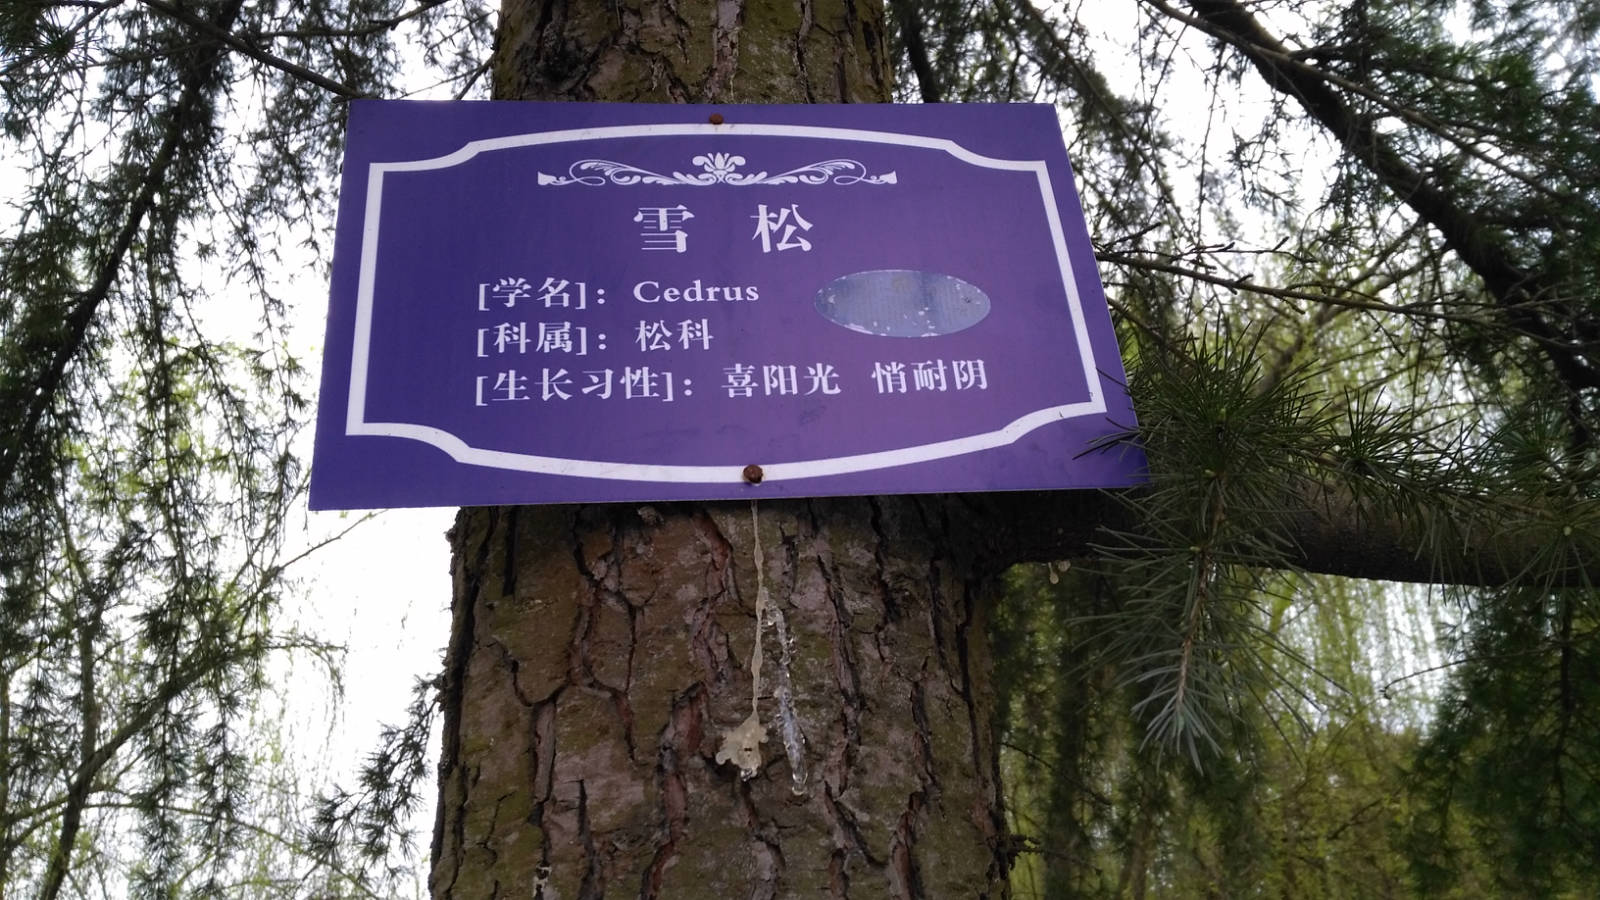 雪 松
[学名]：Cedrus
[科属]：松科
[生长习性]：喜阳光 悄耐阴